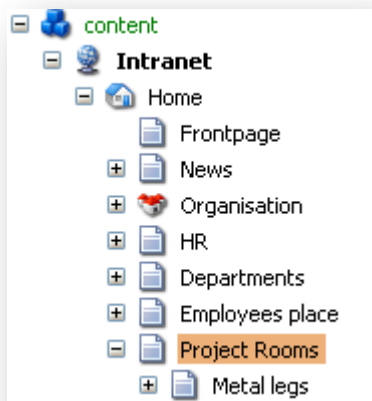 content
Intranet
Home
Frontpage
News
Organisation
HR
Departments
Employees place
Project Rooms
Metal legs